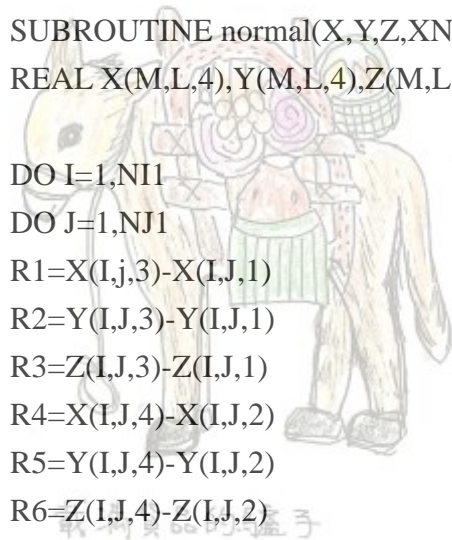 SUBROUTINE normal(X,Y,Z,XN
REAL X(M,L,4),Y(M,L,4),Z(M,L
DO I=1,NI1
DO J=1,NJ1
R1=X(I,j,3)-X(I,J,1)
R2=Y(I,J,3)-Y(I,J,1)
R3=Z(I,J,3)-Z(I,J,1)
R4=X(I,J,4)-X(I,J,2)
R5=Y(I,J,4)-Y(I,J,2)
R6=Z(I,J,4)-Z(I,J,2)